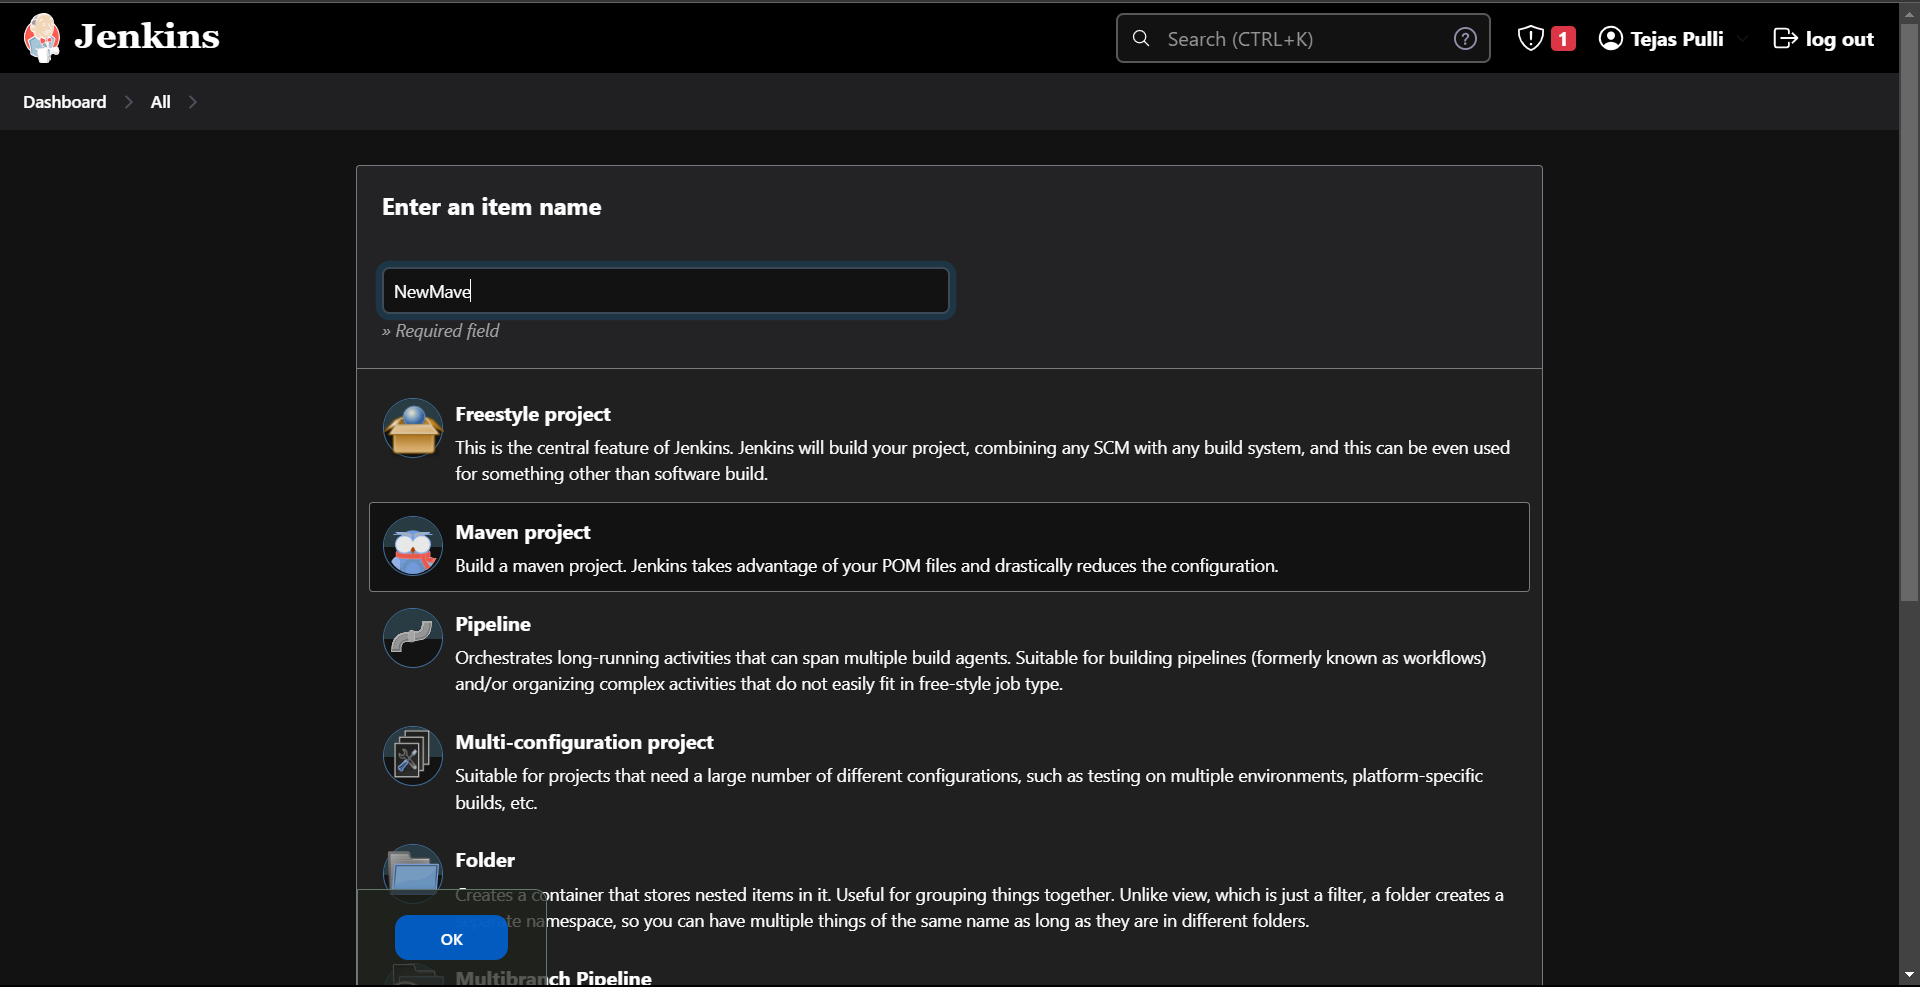 Jenkins
Search (CTRL+K)
?
1
Tejas Pulli
log out
Dashboard
All
Enter an item name
NewMave
» Required field
Freestyle project
This is the central feature of Jenkins. Jenkins will build your project, combining any SCM with any build system, and this can be even used
for something other than software build.
Maven project
Build a maven project. Jenkins takes advantage of your POM files and drastically reduces the configuration.
Pipeline
Orchestrates long-running activities that can span multiple build agents. Suitable for building pipelines (formerly known as workflows)
and/or organizing complex activities that do not easily fit in free-style job type.
Multi-configuration project
Suitable for projects that need a large number of different configurations, such as testing on multiple environments, platform-specific
builds, etc.
Folder
Creates a container that stores nested items in it. Useful for grouping things together. Unlike view, which is just a filter, a folder creates a
separate namespace, so you can have multiple things of the same name as long as they are in different folders.
OK
Multibranch Pipeline